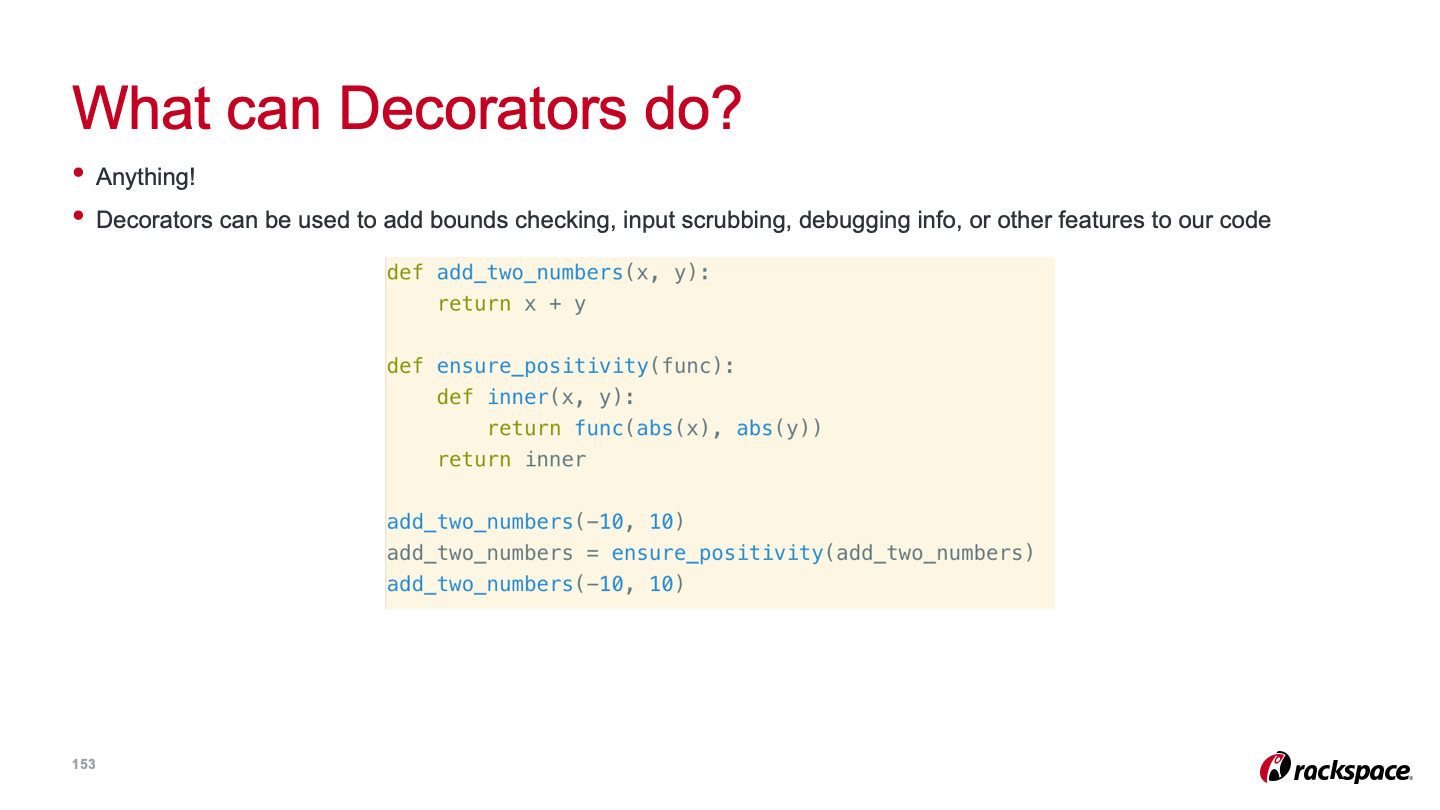 What can Decorators do?
• Anything!
• Decorators can be used to add bounds checking, input scrubbing, debugging info, or other features to our code
def add_two_numbers(x, y):
    return x + y

def ensure_positivity(func):
    def inner(x, y):
        return func(abs(x), abs(y))
    return inner

add_two_numbers(-10, 10)
add_two_numbers = ensure_positivity(add_two_numbers)
add_two_numbers(-10, 10)
153
rackspace.